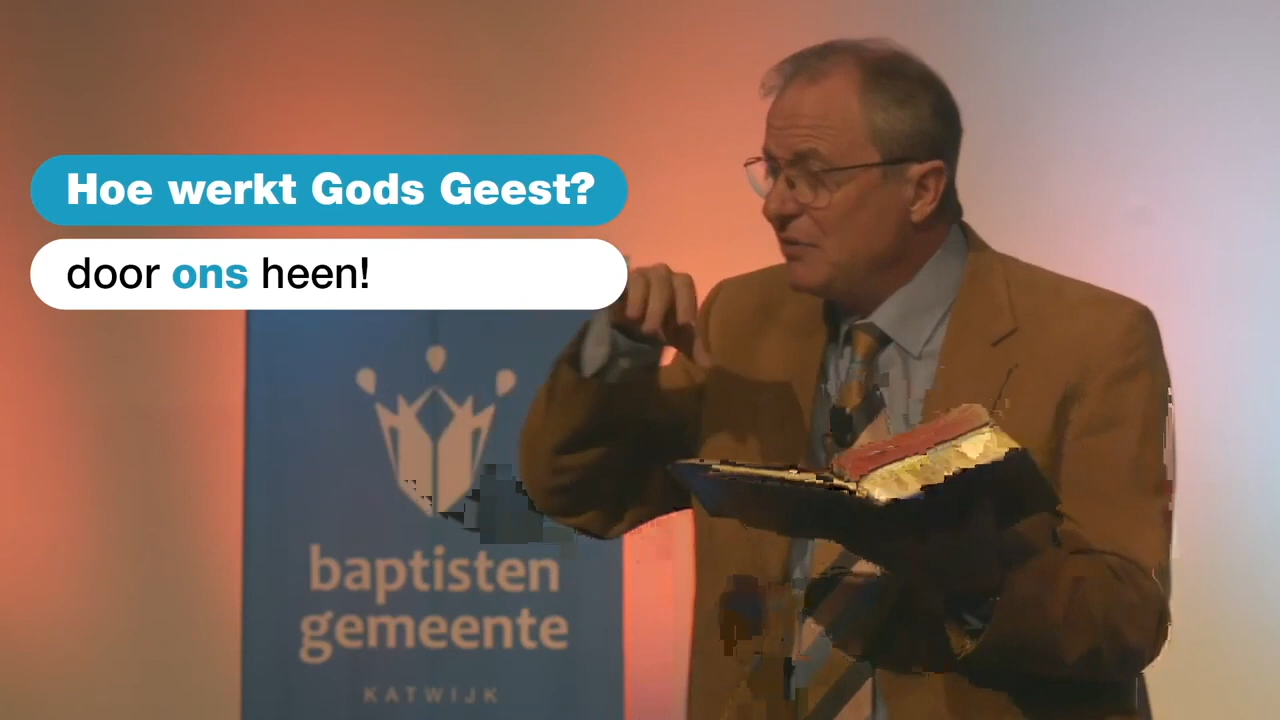 Hoe werkt Gods Geest?
door ons heen!
baptisten
gemeente
KATWIJK